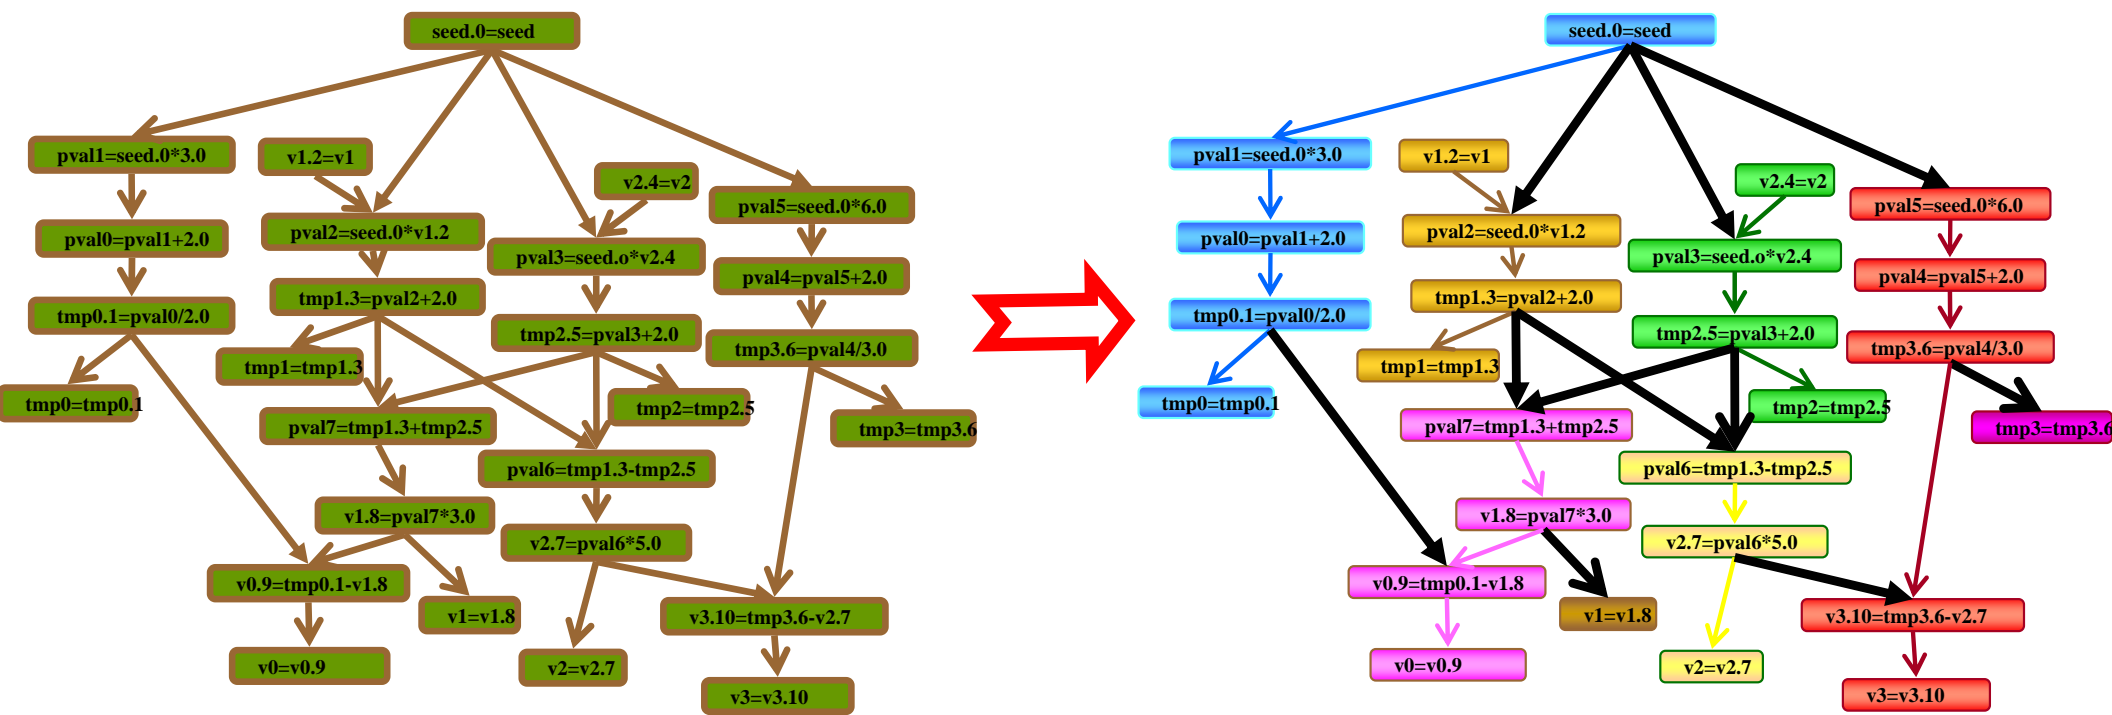 seed.0=seed
pval1=seed.0*3.0
v1.2=v1
v2.4=v2
pval5=seed.0*6.0
pval0=pval1+2.0
pval2=seed.0*v1.2
pval3=seed.o*v2.4
pval4=pval5+2.0
tmp0.1=pval0/2.0
tmp1.3=pval2+2.0
tmp2.5=pval3+2.0
tmp3.6=pval4/3.0
tmp1=tmp1.3
tmp0=tmp0.1
tmp2=tmp2.5
pval7=tmp1.3+tmp2.5
tmp3=tmp3.6
pval6=tmp1.3-tmp2.5
v1.8=pval7*3.0
v2.7=pval6*5.0
v0.9=tmp0.1-v1.8
v1=v1.8
v3.10=tmp3.6-v2.7
v0=v0.9
v2=v2.7
v3=v3.10
seed.0=seed
pval1=seed.0*3.0
v1.2=v1
v2.4=v2
pval5=seed.0*6.0
pval0=pval1+2.0
pval2=seed.0*v1.2
pval3=seed.o*v2.4
pval4=pval5+2.0
tmp0.1=pval0/2.0
tmp1.3=pval2+2.0
tmp2.5=pval3+2.0
tmp3.6=pval4/3.0
tmp1=tmp1.3
tmp0=tmp0.1
tmp2=tmp2.5
pval7=tmp1.3+tmp2.5
tmp3=tmp3.6
pval6=tmp1.3-tmp2.5
v1.8=pval7*3.0
v2.7=pval6*5.0
v0.9=tmp0.1-v1.8
v1=v1.8
v3.10=tmp3.6-v2.7
v0=v0.9
v2=v2.7
v3=v3.10